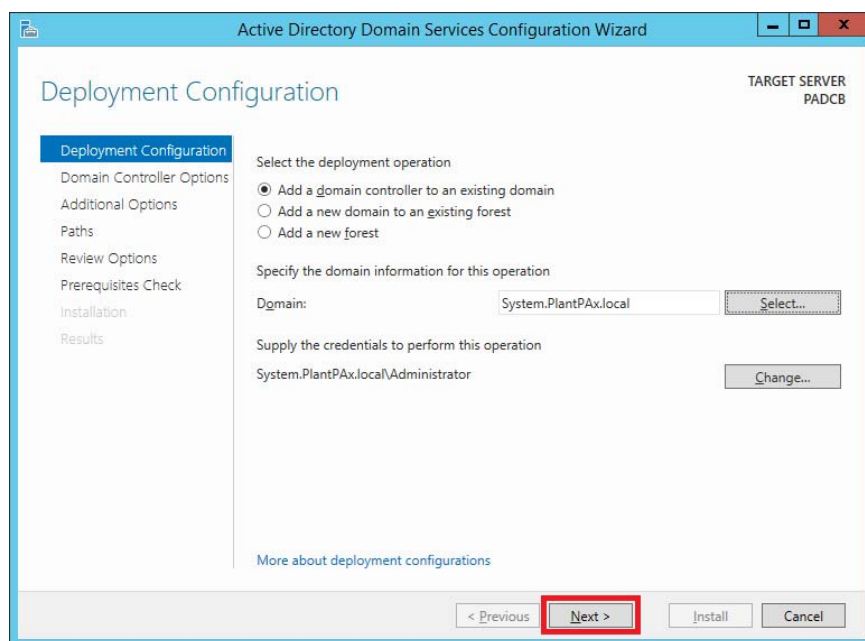 Active Directory Domain Services Configuration Wizard
Deployment Configuration
TARGET SERVER
PADCB
Deployment Configuration
Domain Controller Options
Additional Options
Paths
Review Options
Prerequisites Check
Installation
Results
Select the deployment operation
Add a domain controller to an existing domain
Add a new domain to an existing forest
Add a new forest
Specify the domain information for this operation
Domain: System.PlantPAx.local Select...
Supply the credentials to perform this operation
System.PlantPAx.local\Administrator Change...
More about deployment configurations
< Previous Next > Install Cancel